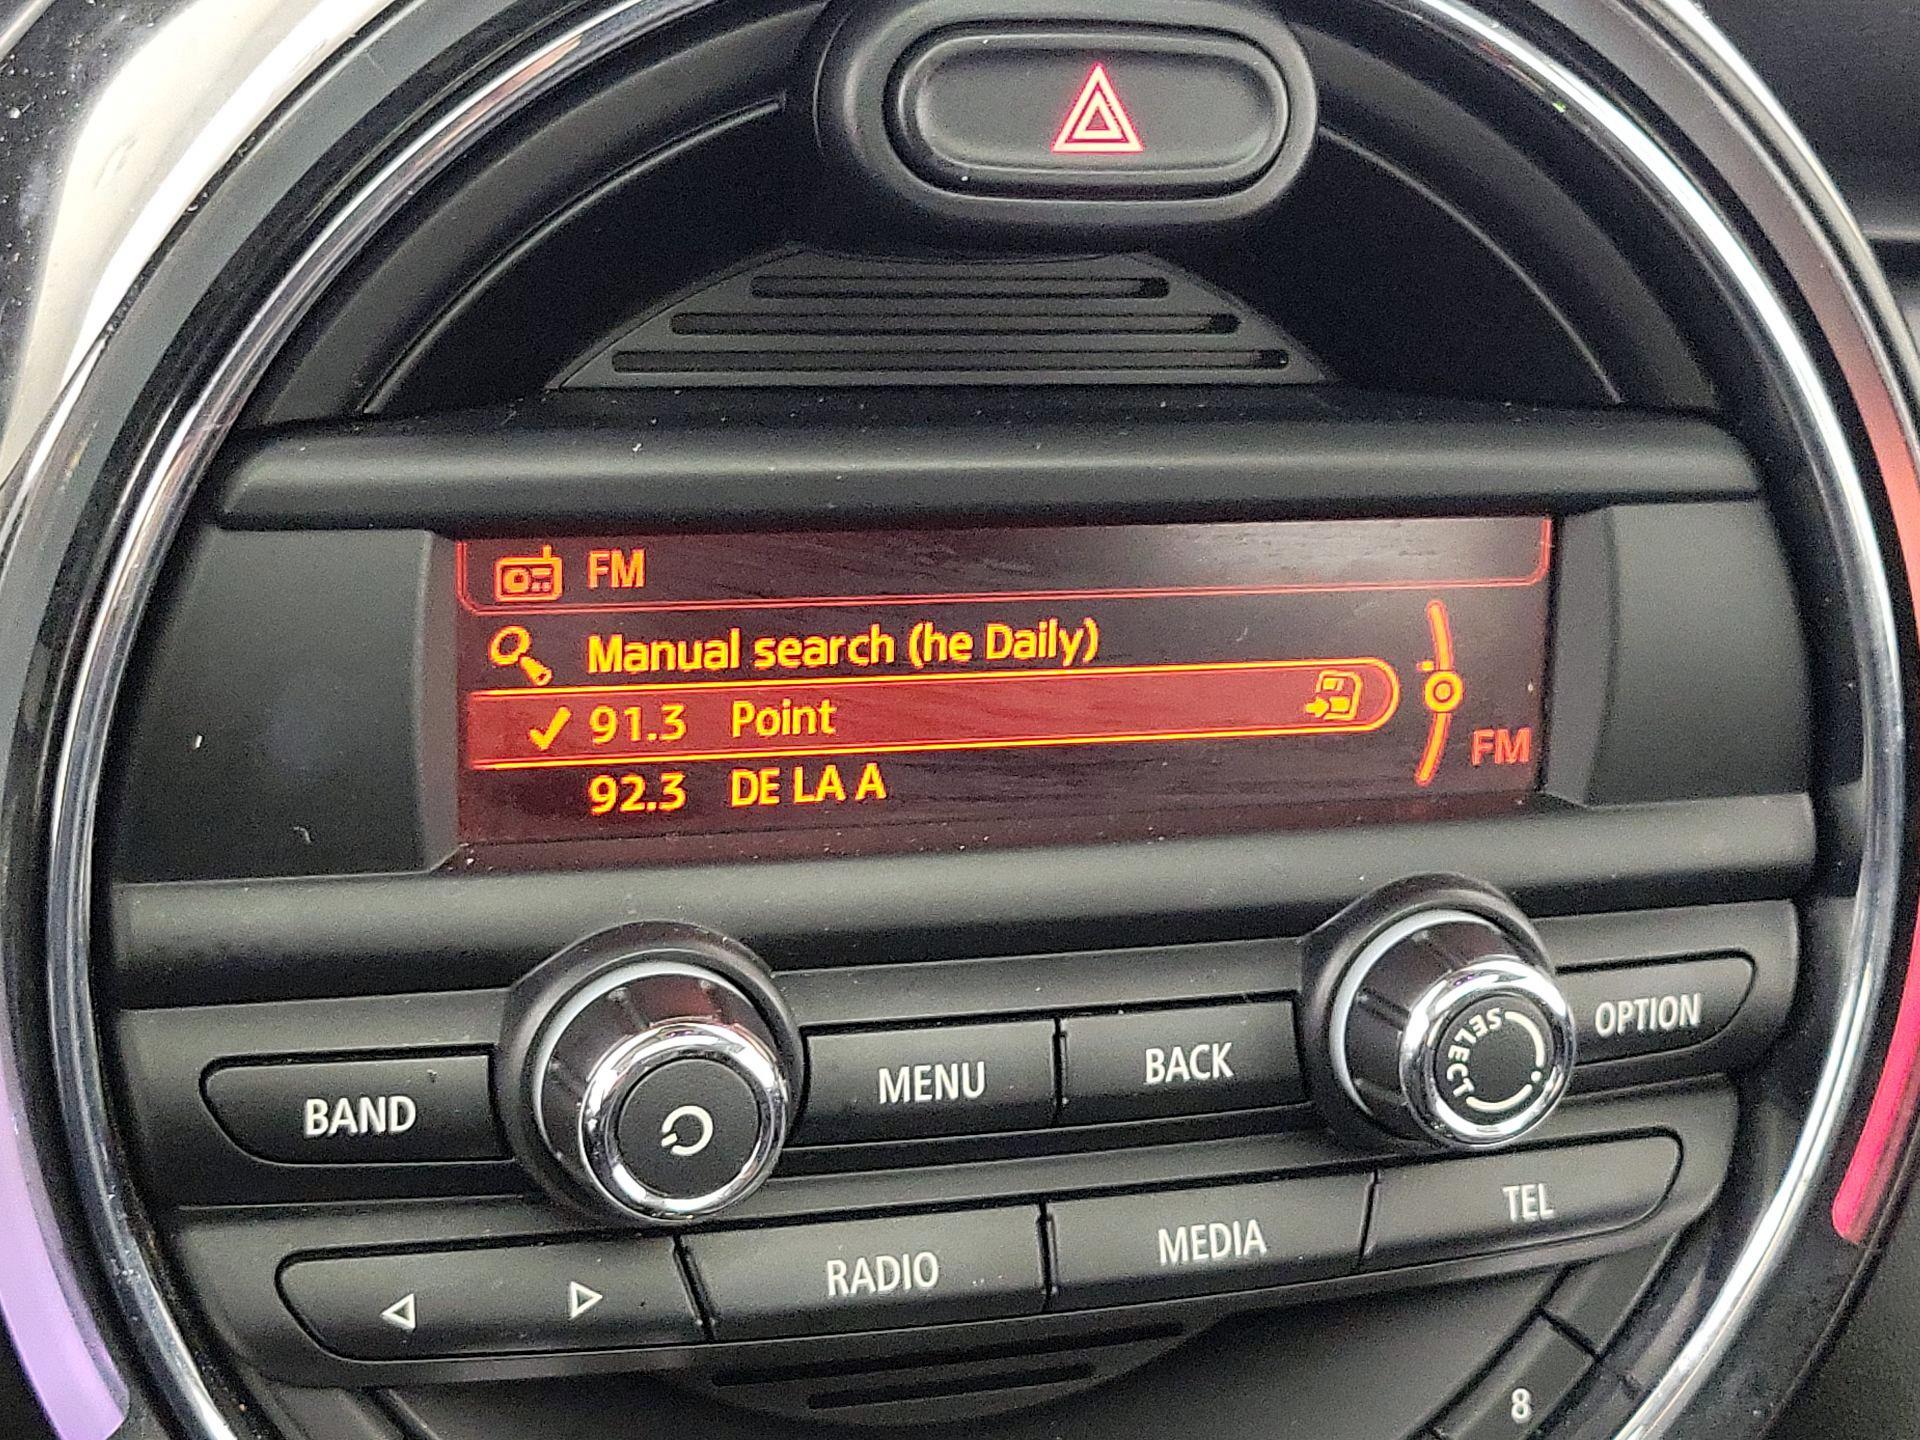 FM
Manual search (he Daily)
91.3 Point
92.3 DE LA A
FM
BAND
MENU
BACK
SELECT
OPTION
RADIO
MEDIA
TEL
8